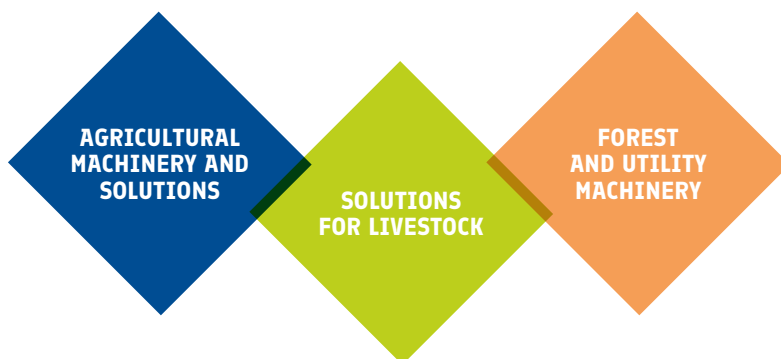 AGRICULTURAL
MACHINERY AND
SOLUTIONS
SOLUTIONS
FOR LIVESTOCK
FOREST
AND UTILITY
MACHINERY